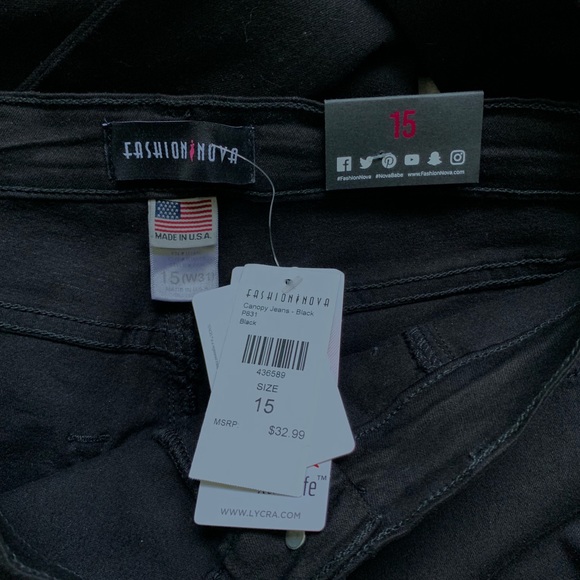 FASHION NOVA
15
#FashionNova #NovaBabe www.FashionNova.com
MADE IN U.S.A.
15 (W31)
FASHION NOVA
Canopy Jeans - Black
P831
Black
436589
SIZE
15
MSRP $32.99
WWW.LYCRA.COM